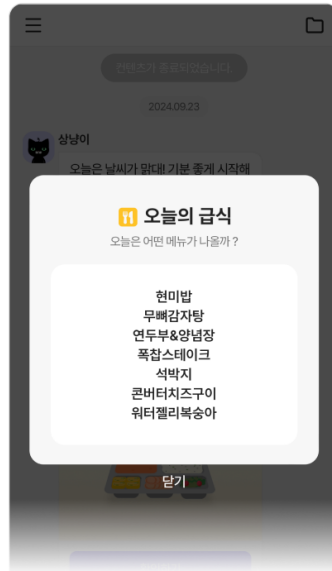 컨텐츠가 종료되었습니다.
2024.09.23
상냥이
오늘은 날씨가 맑대! 기분 좋게 시작해
오늘의 급식
오늘은 어떤 메뉴가 나올까 ?
현미밥
무뼈감자탕
연두부&양념장
폭찹스테이크
석박지
콘버터치즈구이
워터젤리복숭아
닫기